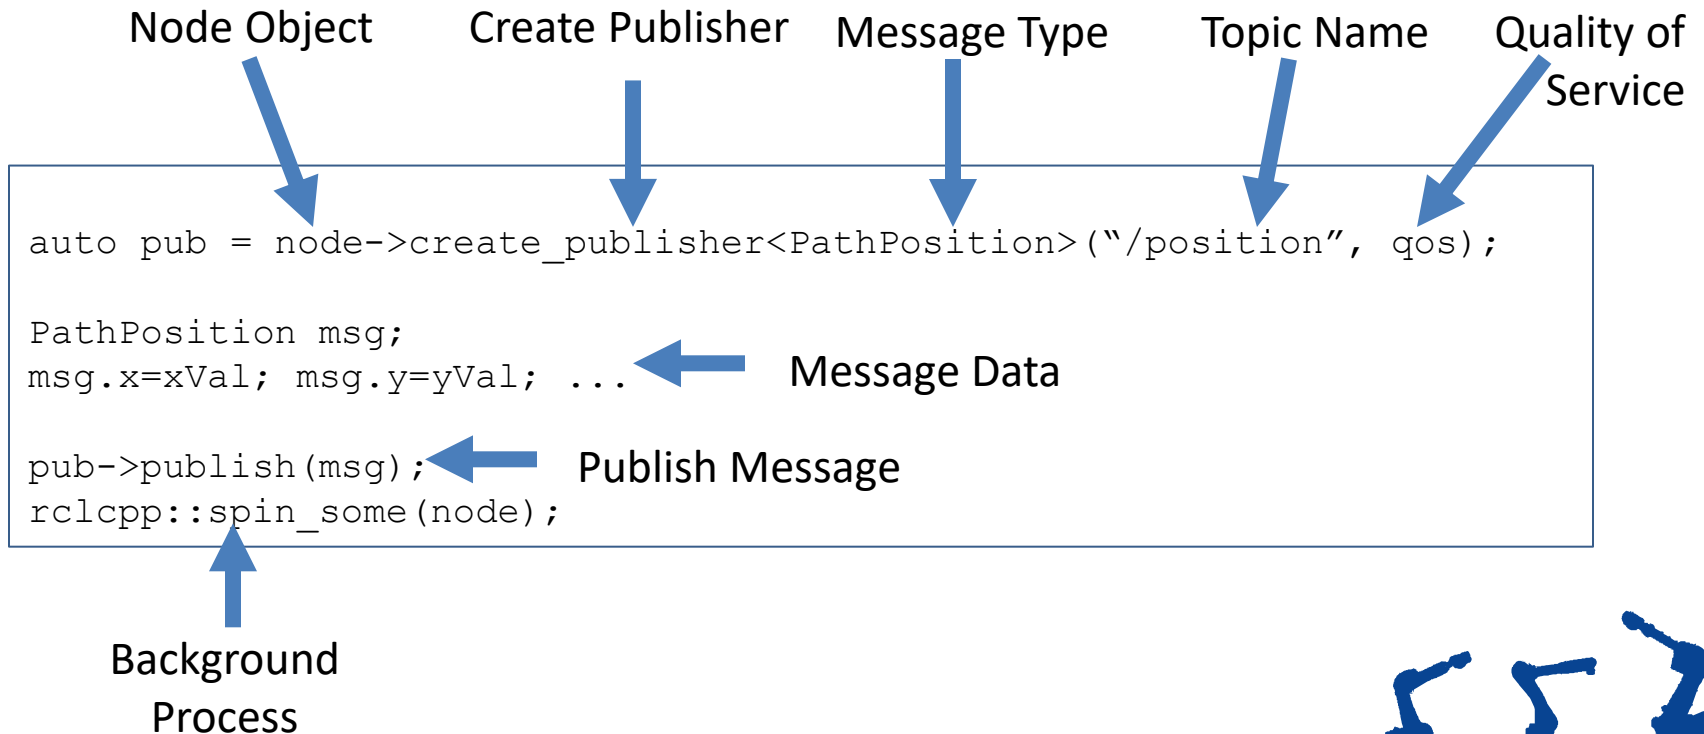 Node Object
Create Publisher
Message Type
Topic Name
Quality of
Service
auto pub = node->create_publisher<PathPosition>(“/position”, qos);
PathPosition msg;
msg.x=xVal; msg.y=yVal; ...
Message Data
pub->publish(msg);
Publish Message
rclcpp::spin_some(node);
Background
Process